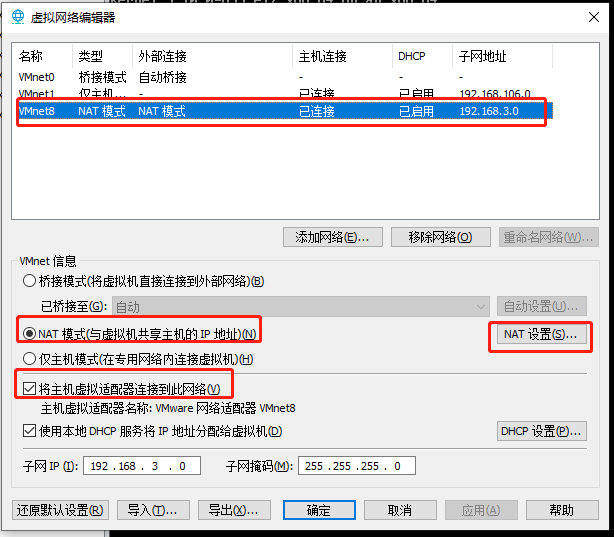 虚拟网络编辑器
名称 类型 外部连接 主机连接 DHCP 子网地址
VMnet0 桥接模式 自动桥接 - - -
VMnet1 仅主机... - 已连接 已启用 192.168.106.0
VMnet8 NAT 模式 NAT 模式 已连接 已启用 192.168.3.0
添加网络(E)... 移除网络(O) 重命名网络(W)...
VMnet 信息
桥接模式(将虚拟机直接连接到外部网络)(B)
已桥接至(G): 自动 自动设置(U)...
NAT 模式(与虚拟机共享主机的 IP 地址)(N) NAT 设置(S)...
仅主机模式(在专用网络内连接虚拟机)(H)
将主机虚拟适配器连接到此网络(V)
主机虚拟适配器名称: VMware 网络适配器 VMnet8
使用本地 DHCP 服务将 IP 地址分配给虚拟机(D) DHCP 设置(P)...
子网 IP (I): 192 . 168 . 3 . 0 子网掩码(M): 255 . 255 . 255 . 0
还原默认设置(R) 导入(T)... 导出(X)... 确定 取消 应用(A) 帮助